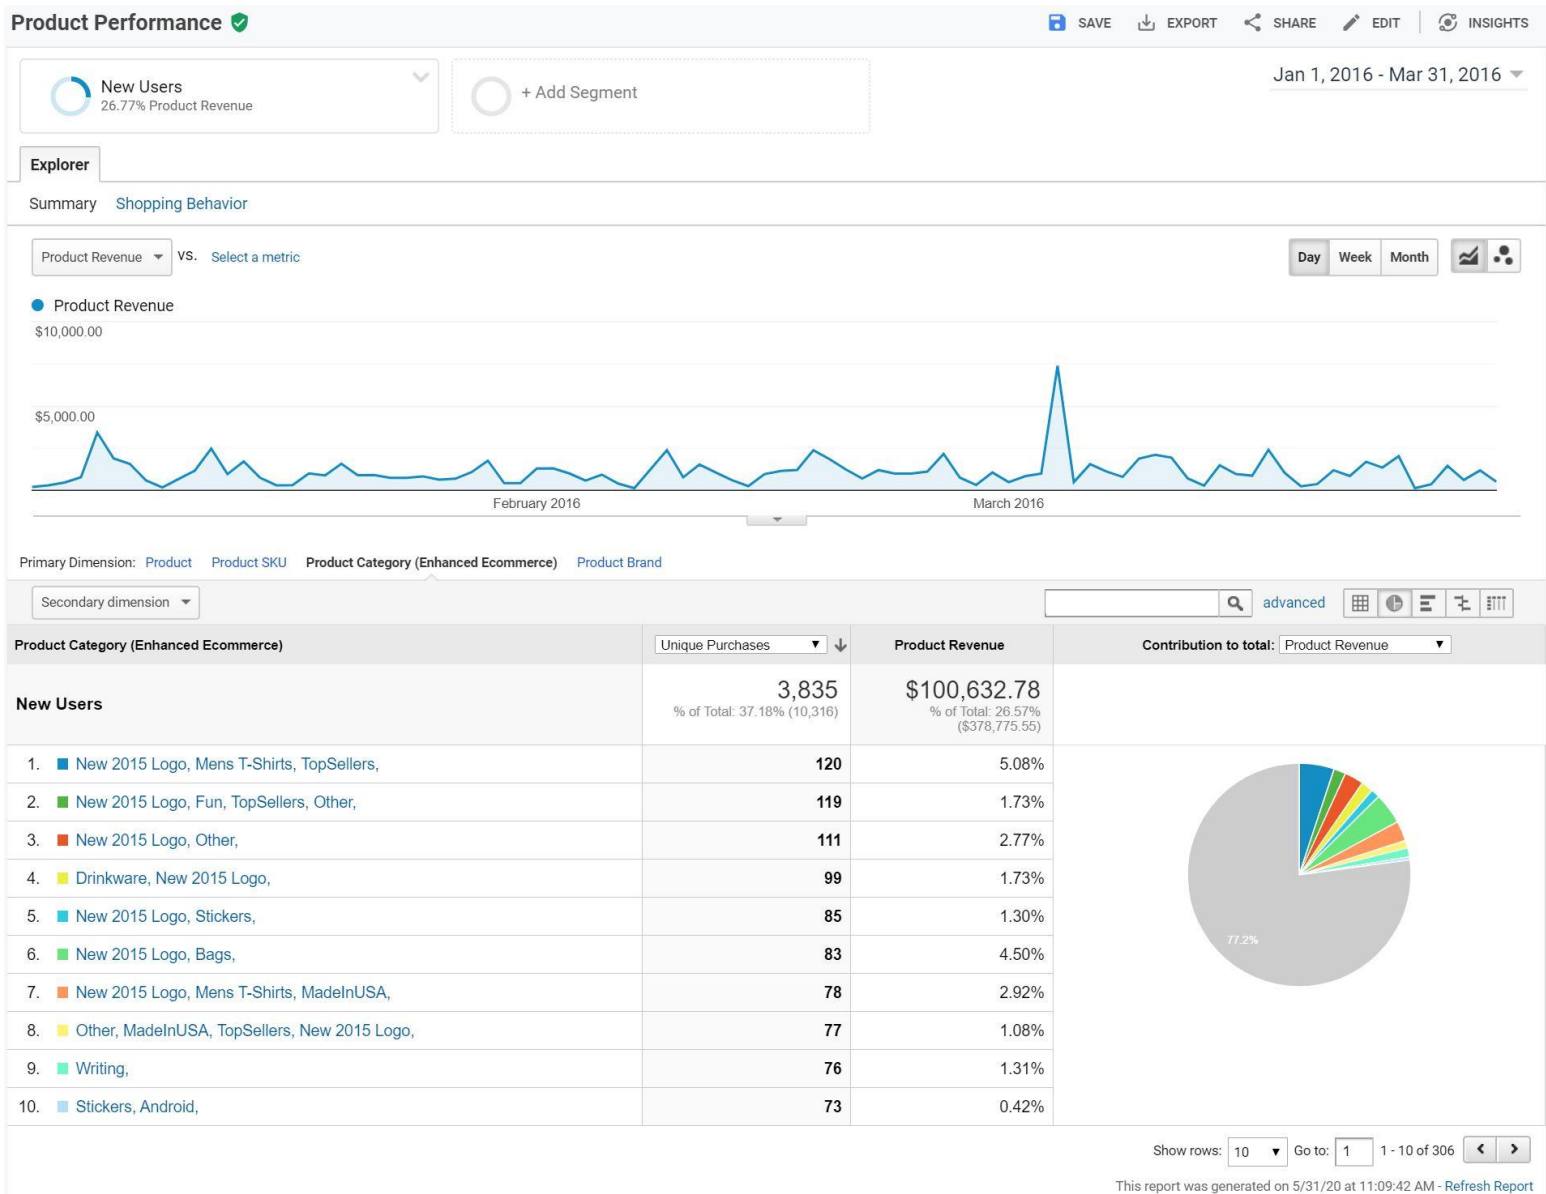 Product Performance
SAVE EXPORT SHARE EDIT INSIGHTS
New Users
26.77% Product Revenue
+ Add Segment
Jan 1, 2016 - Mar 31, 2016
Explorer
Summary Shopping Behavior
Product Revenue VS. Select a metric
Day Week Month
Product Revenue
$10,000.00
$5,000.00
February 2016 March 2016
Primary Dimension: Product Product SKU Product Category (Enhanced Ecommerce) Product Brand
Secondary dimension
advanced
Product Category (Enhanced Ecommerce) Unique Purchases Product Revenue Contribution to total: Product Revenue
New Users
3,835
% of Total: 37.18% (10,316)
$100,632.78
% of Total: 26.57%
($378,775.55)
1. New 2015 Logo, Mens T-Shirts, TopSellers, 120 5.08%
2. New 2015 Logo, Fun, TopSellers, Other, 119 1.73%
3. New 2015 Logo, Other, 111 2.77%
4. Drinkware, New 2015 Logo, 99 1.73%
5. New 2015 Logo, Stickers, 85 1.30%
6. New 2015 Logo, Bags, 83 4.50%
7. New 2015 Logo, Mens T-Shirts, MadeInUSA, 78 2.92%
8. Other, MadeInUSA, TopSellers, New 2015 Logo, 77 1.08%
9. Writing, 76 1.31%
10. Stickers, Android, 73 0.42%
77.2%
Show rows: 10 Go to: 1 1 - 10 of 306
This report was generated on 5/31/20 at 11:09:42 AM - Refresh Report